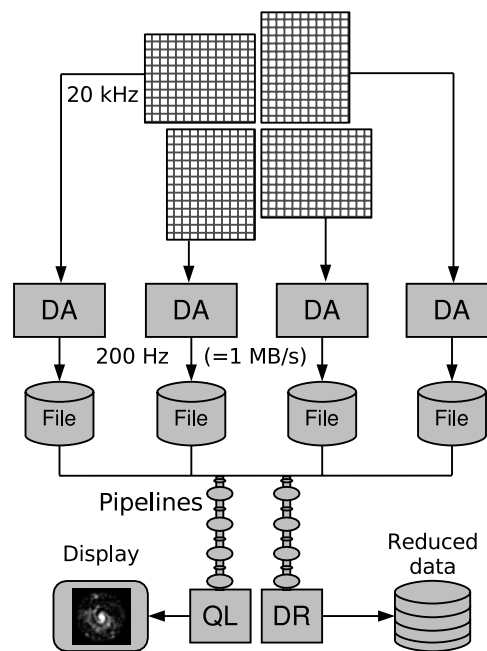 20 kHz
DA DA DA DA
200 Hz (=1 MB/s)
File File File File
Pipelines
Display
Reduced
data
QL DR